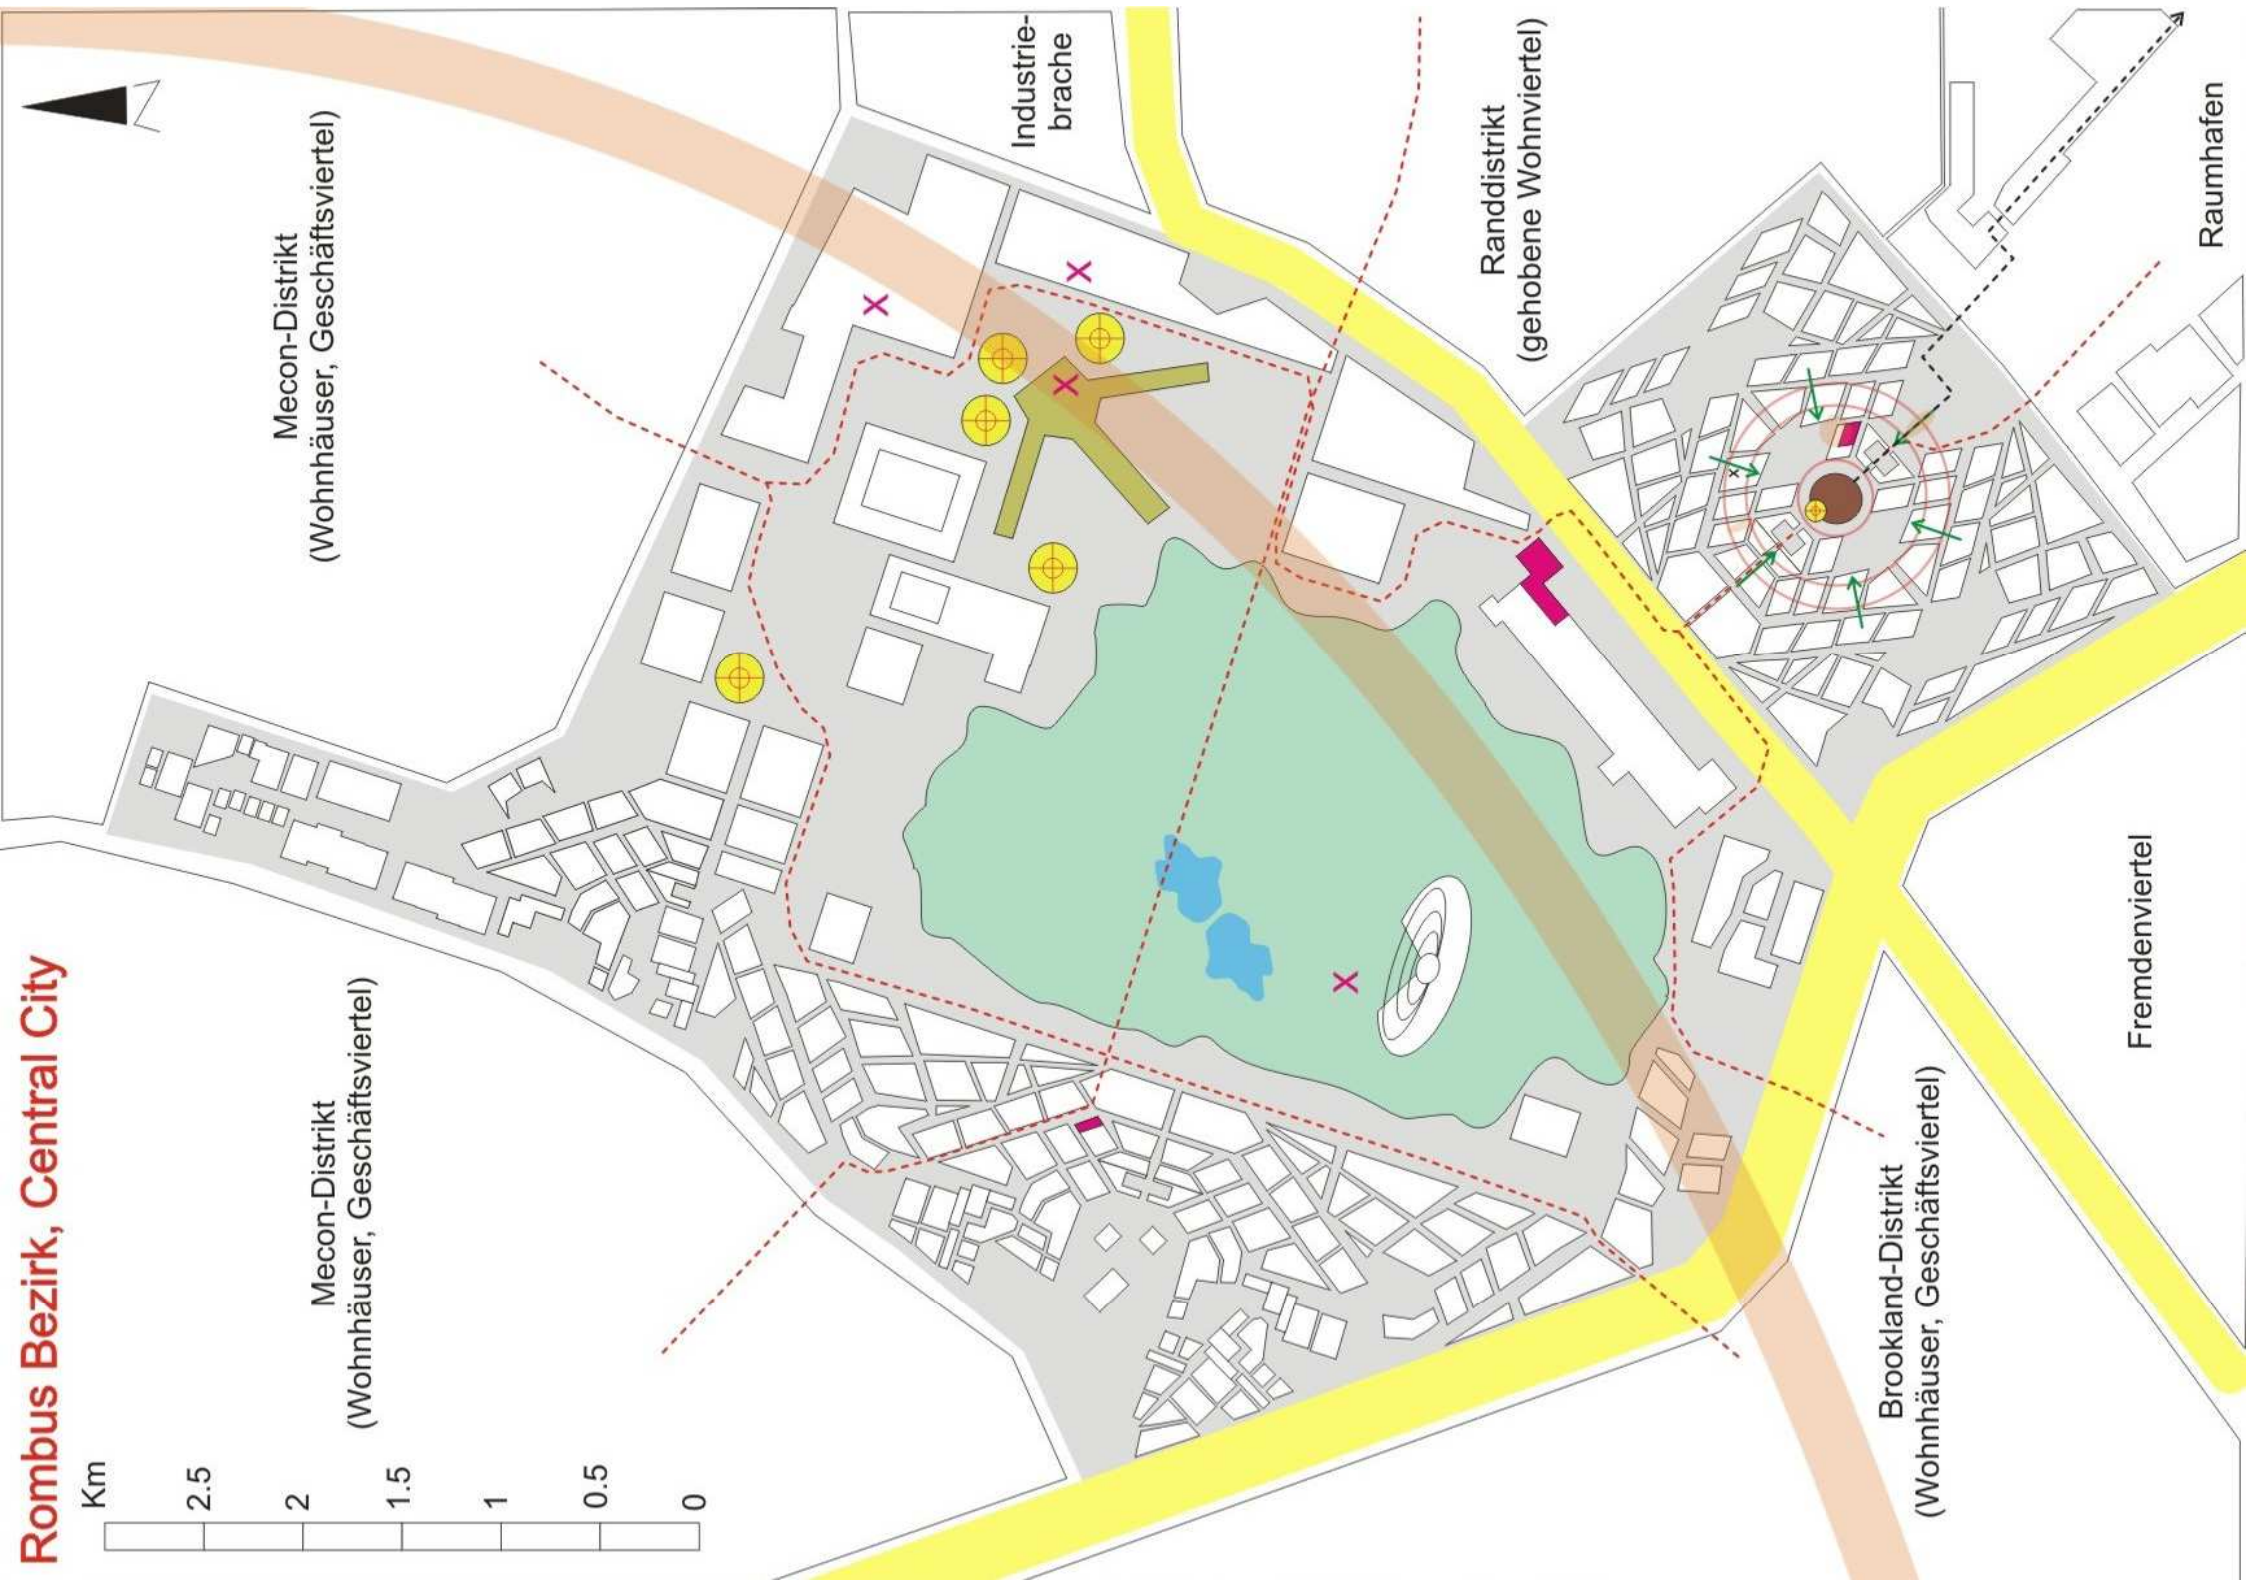 Rombus Bezirk, Central City
Km
2.5
2
1.5
1
0.5
0
Mecon-Distrikt
(Wohnhäuser, Geschäftsviertel)
Mecon-Distrikt
(Wohnhäuser, Geschäftsviertel)
Industrie-
brache
Randdistrikt
(gehobene Wohnviertel)
Brookland-Distrikt
(Wohnhäuser, Geschäftsviertel)
Fremdenviertel
Raumhafen